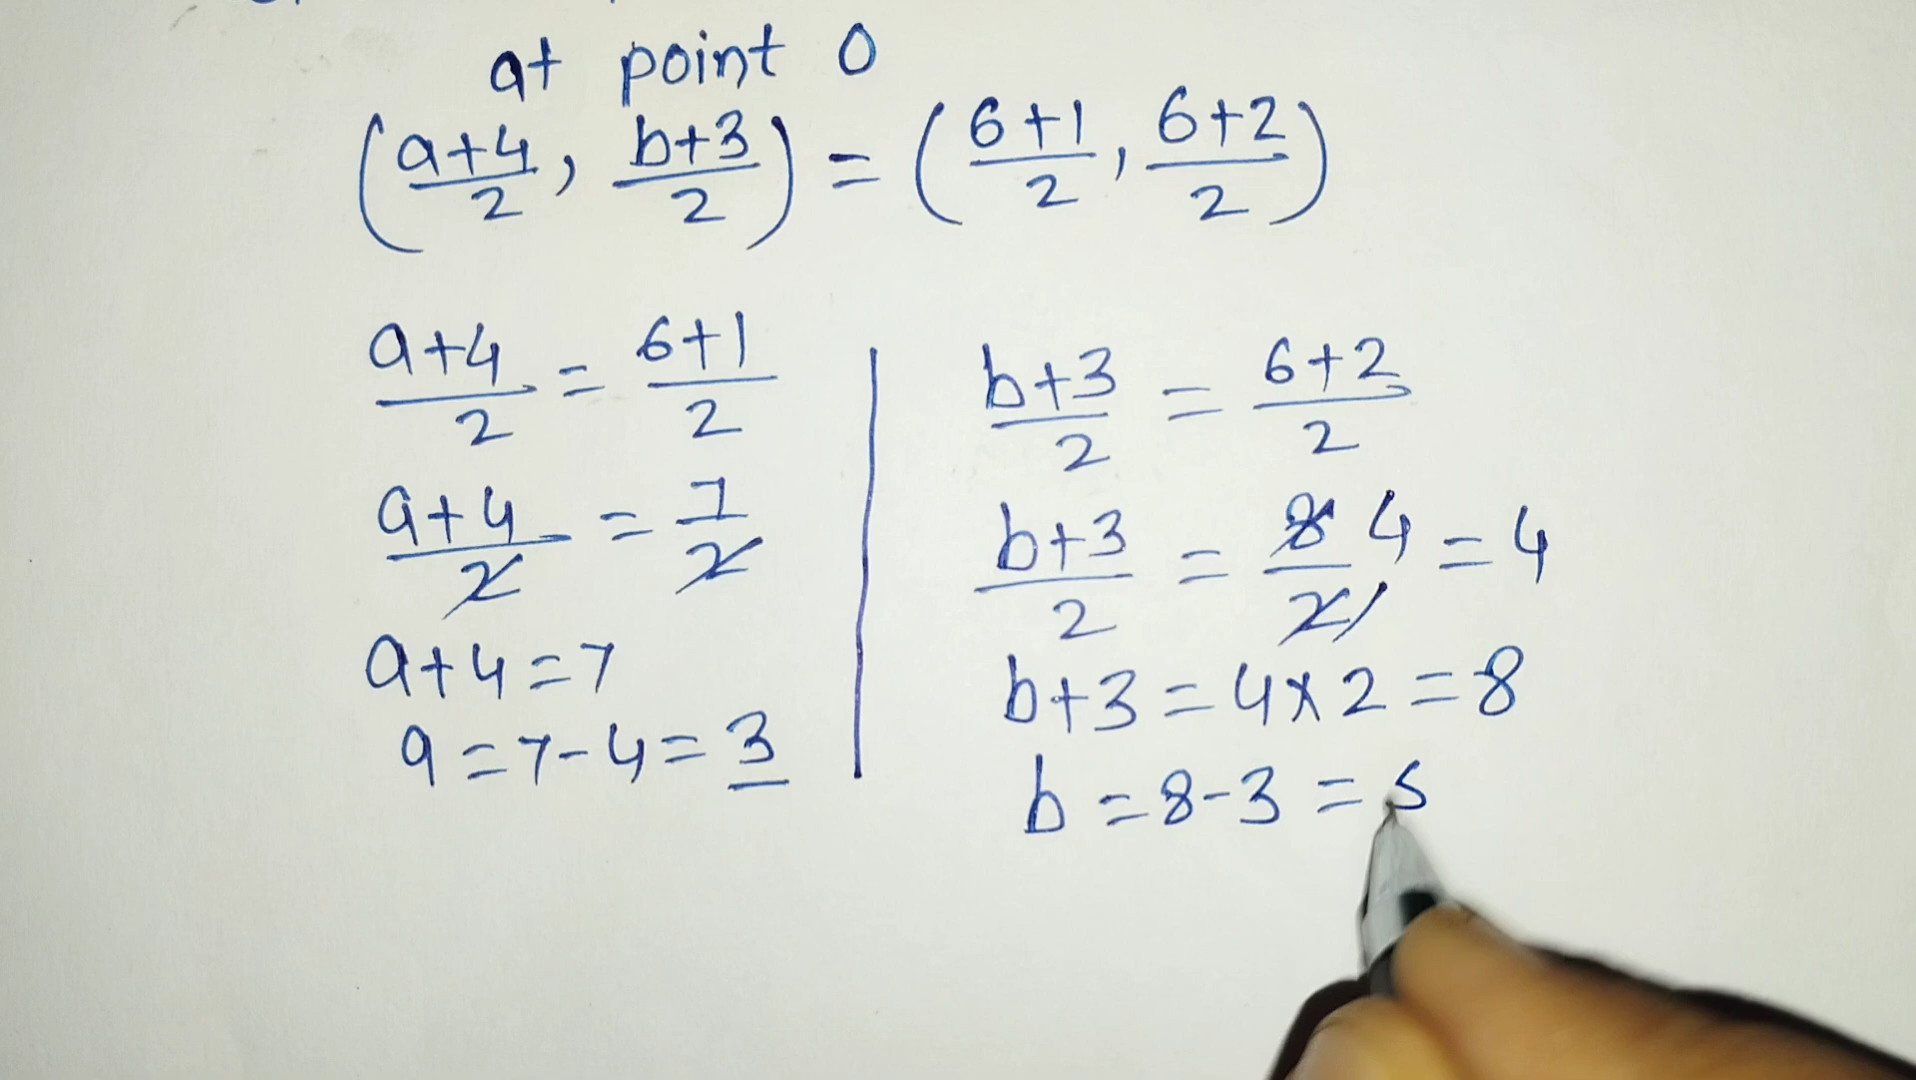 at point O
(a+4/2, b+3/2) = (6+1/2, 6+2/2)
a+4/2 = 6+1/2
a+4/2 = 7/2
a+4=7
a=7-4=3
b+3/2 = 6+2/2
b+3/2 = 8/2 4 = 4
b+3 = 4×2 = 8
b = 8-3 = 5